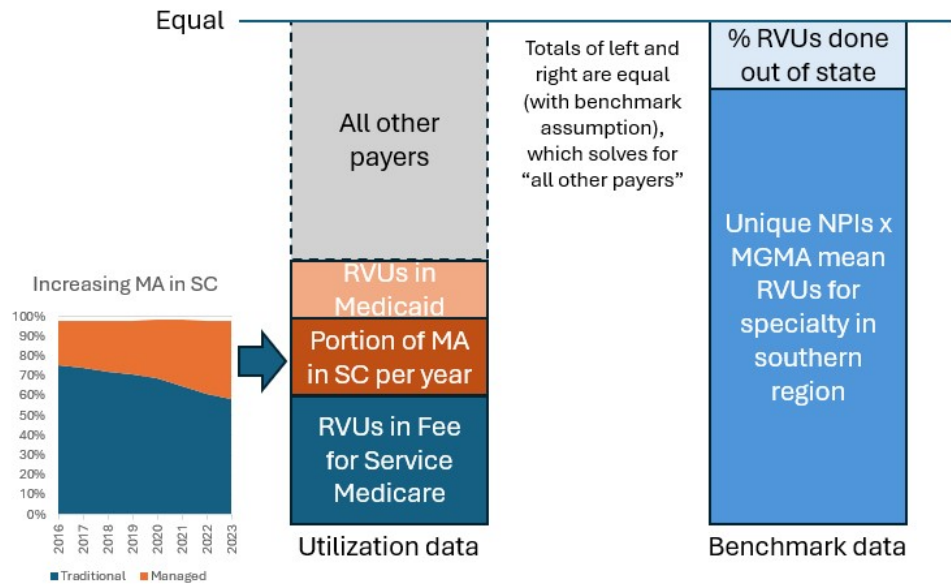 Equal
All other
payers
Totals of left and
right are equal
(with benchmark
assumption),
which solves for
“all other payers”
% RVUs done
out of state
Unique NPIs x
MGMA mean
RVUs for
specialty in
southern
region
RVUs in
Medicaid
Portion of MA
in SC per year
RVUs in Fee
for Service
Medicare
Increasing MA in SC
100%
90%
80%
70%
60%
50%
40%
30%
20%
10%
0%
2016
2017
2018
2019
2020
2021
2022
2023
Traditional
Managed
Utilization data
Benchmark data